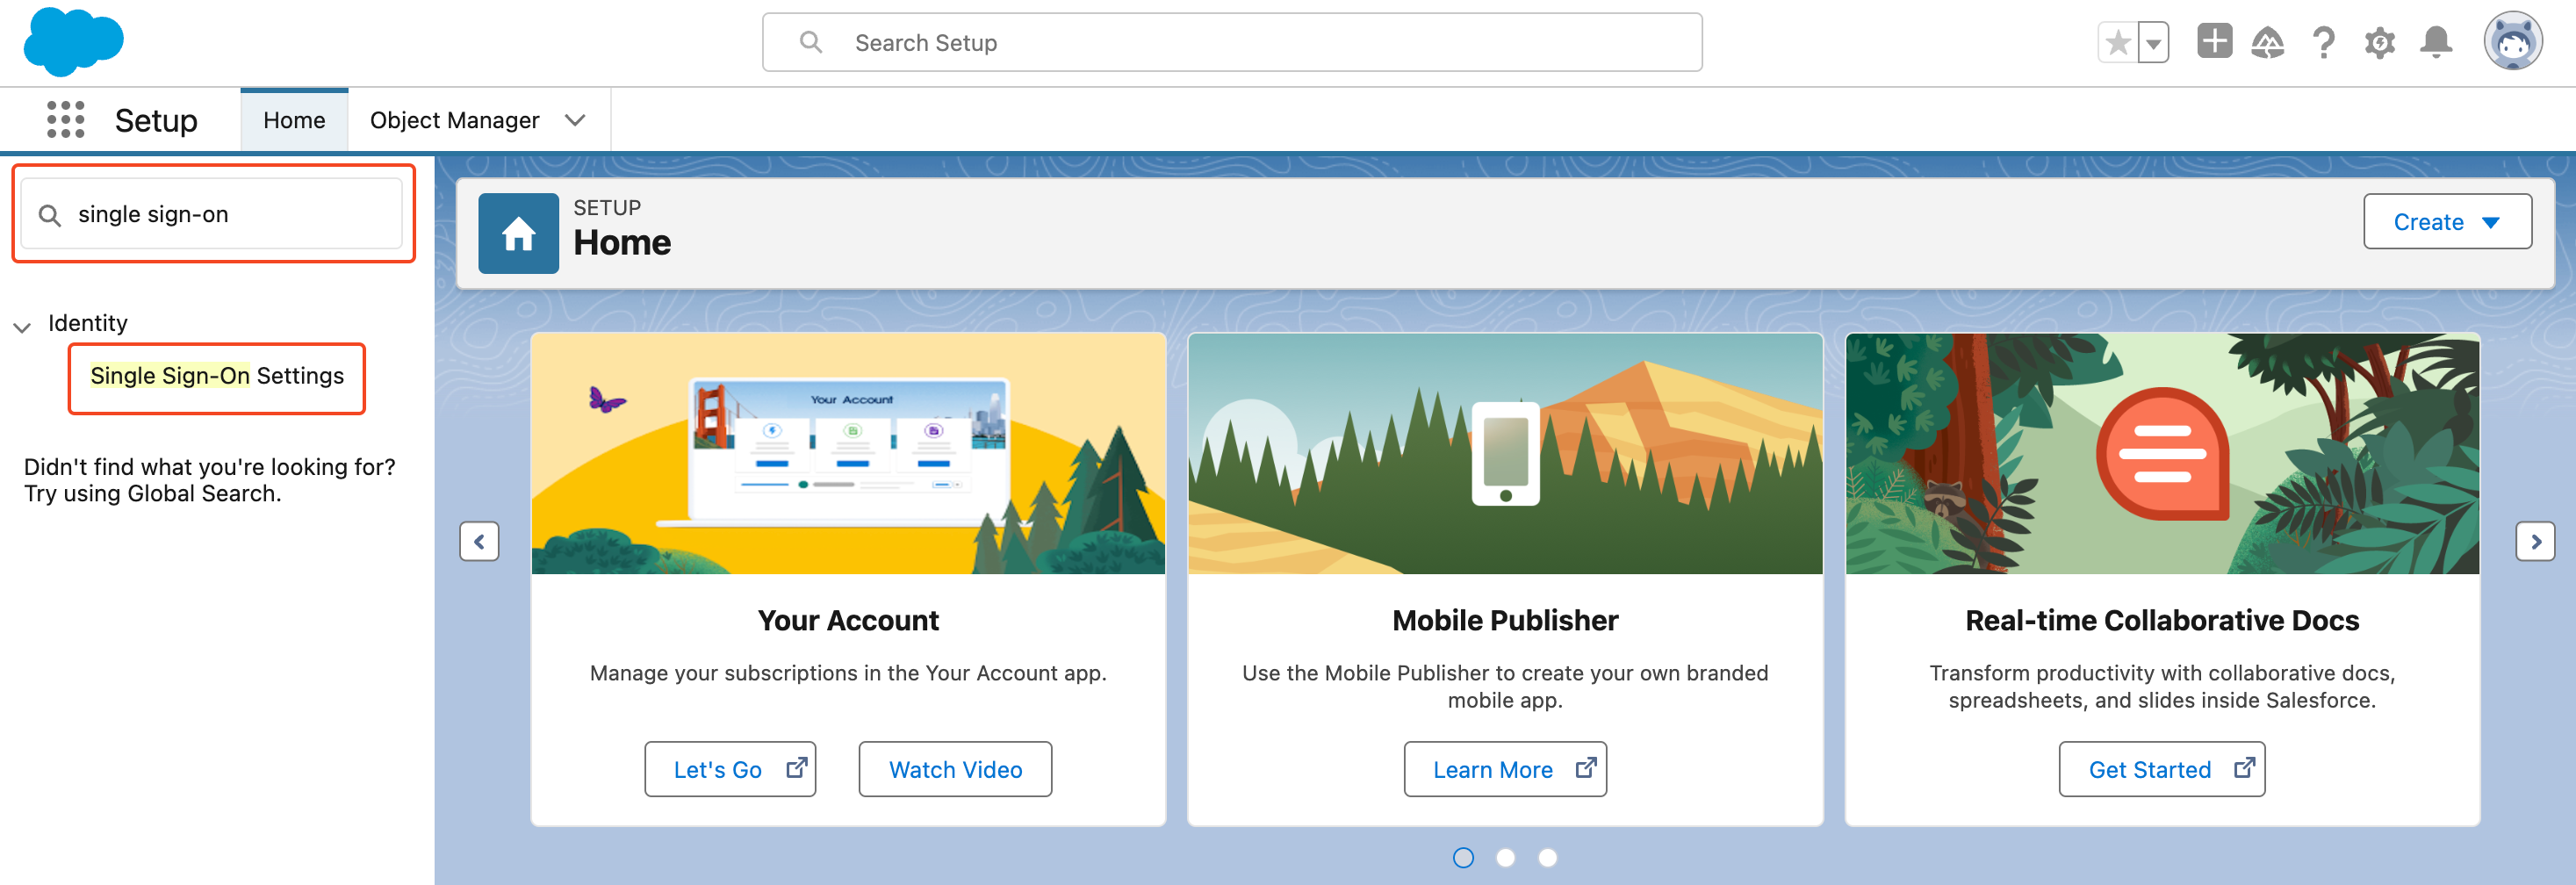 Search Setup
Setup
Home
Object Manager
single sign-on
Identity
Single Sign-On Settings
Didn't find what you're looking for?
Try using Global Search.
SETUP
Home
Create
Your Account
Your Account
Manage your subscriptions in the Your Account app.
Let's Go
Watch Video
Mobile Publisher
Use the Mobile Publisher to create your own branded
mobile app.
Learn More
Real-time Collaborative Docs
Transform productivity with collaborative docs,
spreadsheets, and slides inside Salesforce.
Get Started